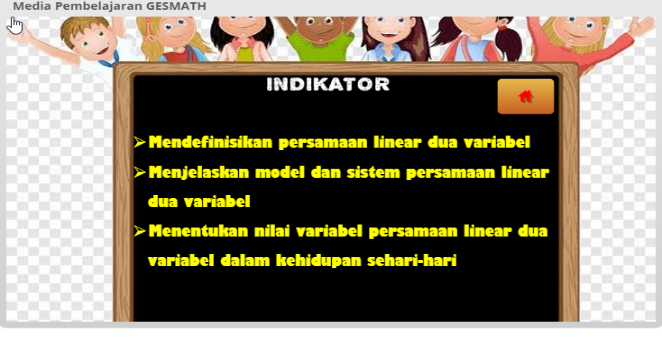 Media Pembelajaran GESMATH
INDIKATOR
➢Mendefinisikan persamaan linear dua variabel
➢Menjelaskan model dan sistem persamaan linear
dua variabel
➢Menentukan nilai variabel persamaan linear dua
variabel dalam kehidupan sehari-hari